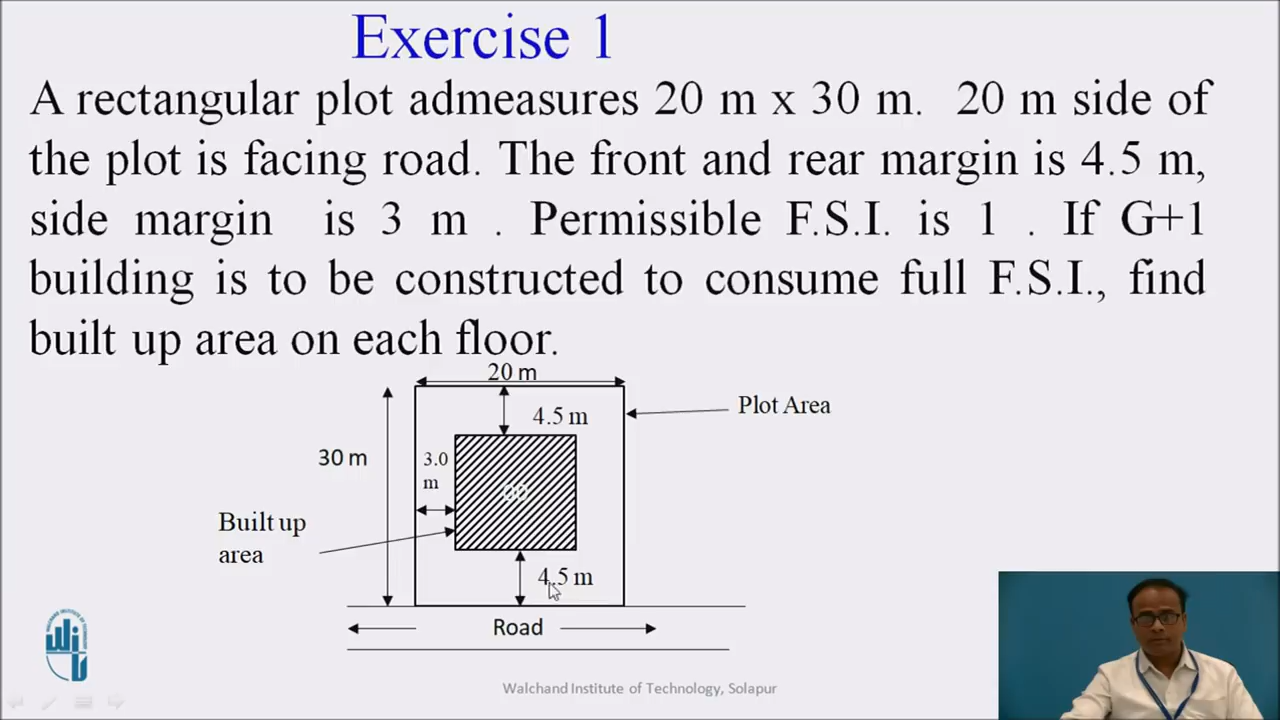 Exercise 1
A rectangular plot admeasures 20 m x 30 m. 20 m side of
the plot is facing road. The front and rear margin is 4.5 m,
side margin is 3 m . Permissible F.S.I. is 1 . If G+1
building is to be constructed to consume full F.S.I., find
built up area on each floor.
20 m
4.5 m
Plot Area
30 m
3.0
m
Built up
area
4.5 m
Road
Walchand Institute of Technology, Solapur